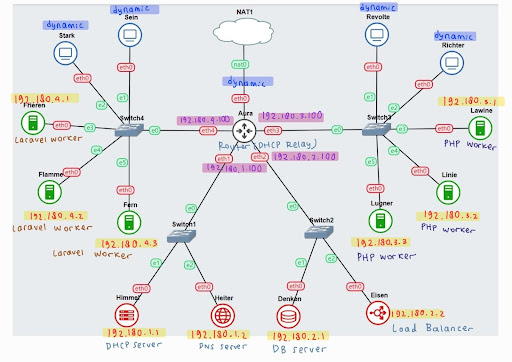 dynamic
Sein
dynamic
Stark
NAT1
nat0
dynamic
dynamic
Revolte
dynamic
Richter
eth0
eth0
eth0
eth0
eth0
Frieren
192.180.4.1
Laravel worker
eth0
e3
e2
e1
Switch4
e0
192.180.4.100
eth4
Aura
eth3
192.180.3.100
e0
Switch3
e1
e2
e3
eth0
Lawine
192.180.3.1
PHP worker
Router (DHCP Relay)
eth1
eth2
192.180.1.100
192.180.2.100
Flamme
eth0
e4
192.180.4.2
Laravel worker
e5
eth0
Fern
192.180.4.3
Laravel worker
Lugner
eth0
192.180.3.3
PHP worker
e4
eth0
Linie
192.180.3.2
PHP worker
e0
Switch1
e1
e2
e0
Switch2
e1
e2
eth0
Himmel
192.180.1.1
DHCP server
eth0
Heiter
192.180.1.2
DNS server
eth0
Denken
192.180.2.1
DB server
eth0
Eisen
192.180.2.2
Load Balancer